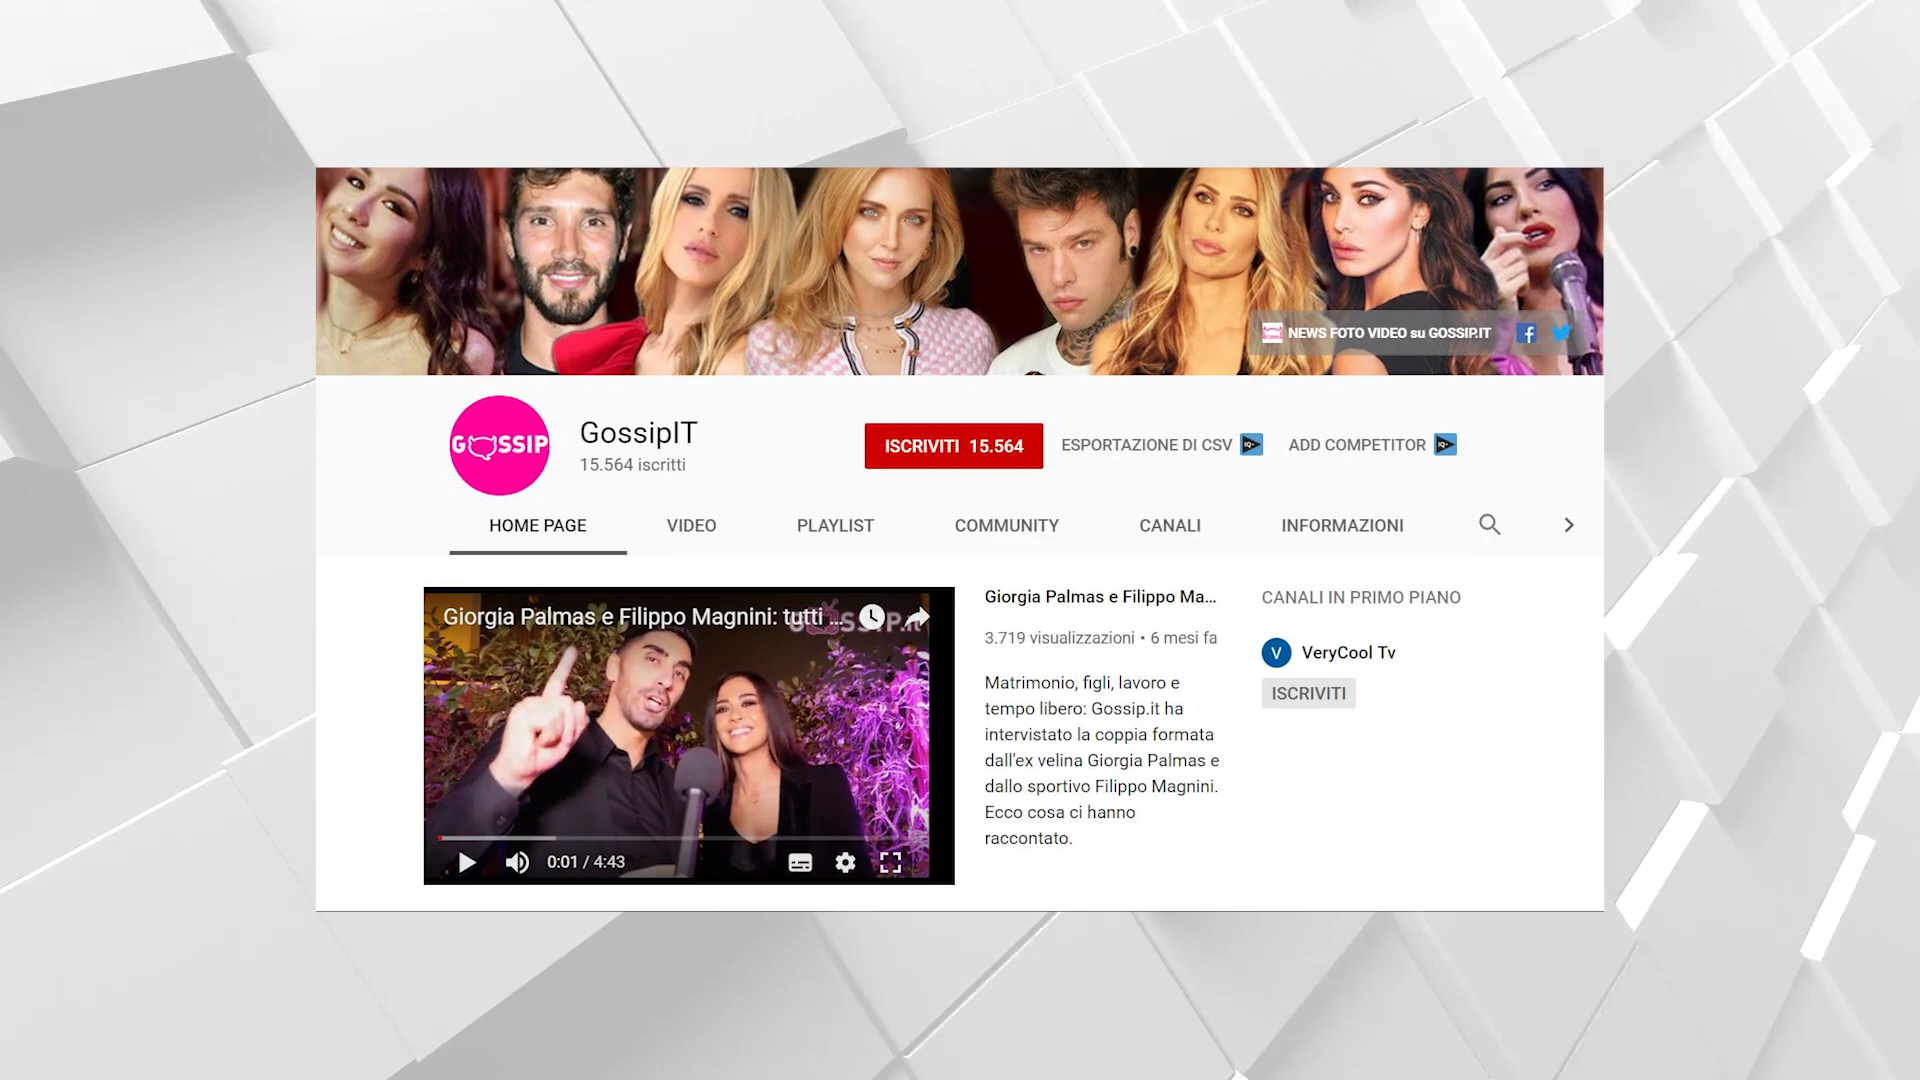 NEWS FOTO VIDEO su GOSSIP.IT
GOSSIP
GossipIT
15.564 iscritti
ISCRIVITI 15.564
ESPORTAZIONE DI CSV
IQ
ADD COMPETITOR
IQ
HOME PAGE
VIDEO
PLAYLIST
COMMUNITY
CANALI
INFORMAZIONI
Giorgia Palmas e Filippo Magnini: tutti ...
GOSSIP.it
0:01 / 4:43
Giorgia Palmas e Filippo Ma...
3.719 visualizzazioni • 6 mesi fa
Matrimonio, figli, lavoro e
tempo libero: Gossip.it ha
intervistato la coppia formata
dall'ex velina Giorgia Palmas e
dallo sportivo Filippo Magnini.
Ecco cosa ci hanno
raccontato.
CANALI IN PRIMO PIANO
V
VeryCool Tv
ISCRIVITI